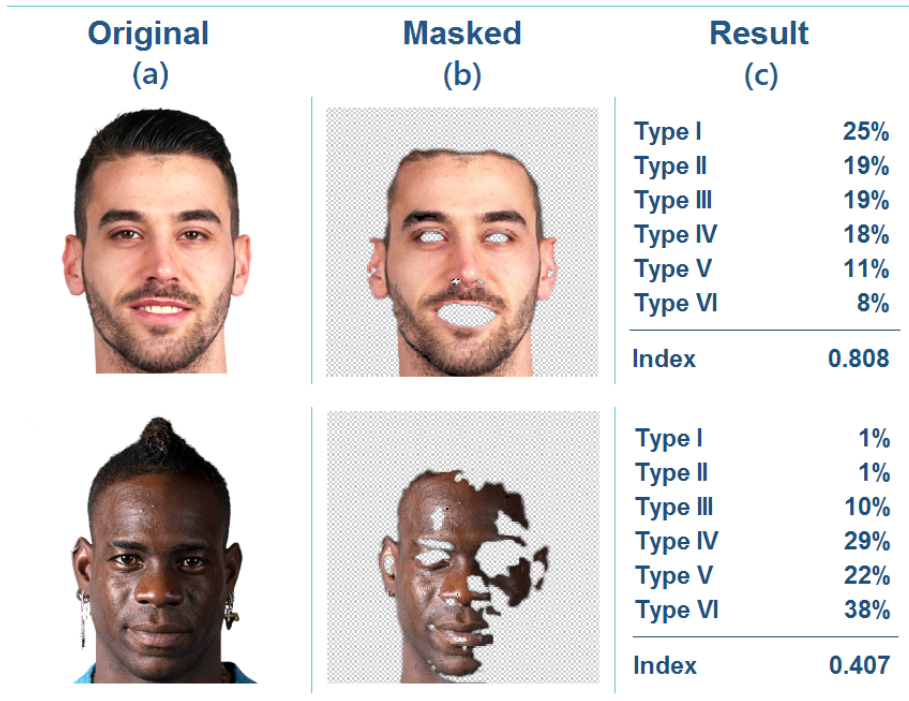 Original Masked Result
(a) (b) (c)
Type I 25%
Type II 19%
Type III 19%
Type IV 18%
Type V 11%
Type VI 8%
Index 0.808
Type I 1%
Type II 1%
Type III 10%
Type IV 29%
Type V 22%
Type VI 38%
Index 0.407